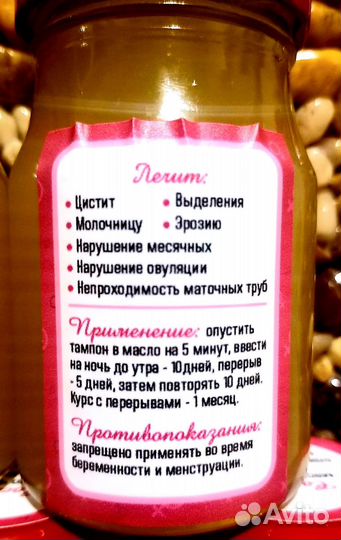 Лечит:
• Цистит • Выделения
• Молочницу • Эрозию
• Нарушение месячных
• Нарушение овуляции
• Непроходимость маточных труб
Применение: опустить
тампон в масло на 5 минут, ввести
на ночь до утра - 10дней, перерыв
- 5 дней, затем повторять 10 дней.
Курс с перерывами - 1 месяц.
Противопоказания:
запрещено применять во время
беременности и менструации.
Avito